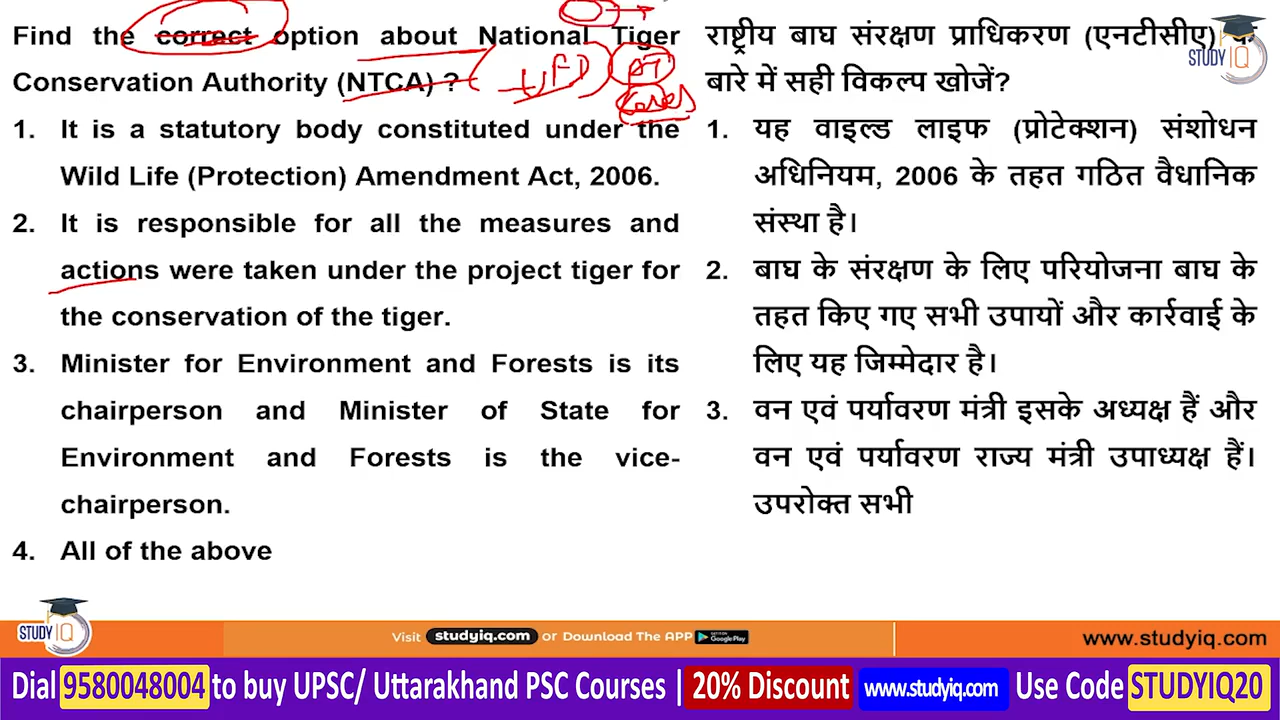 Find the correct option about National Tiger
Conservation Authority (NTCA) ?
1. It is a statutory body constituted under the
Wild Life (Protection) Amendment Act, 2006.
2. It is responsible for all the measures and
actions were taken under the project tiger for
the conservation of the tiger.
3. Minister for Environment and Forests is its
chairperson and Minister of State for
Environment and Forests is the vice-
chairperson.
4. All of the above
राष्ट्रीय बाघ संरक्षण प्राधिकरण (एनटीसीए)
बारे में सही विकल्प खोजें?
1. यह वाइल्ड लाइफ (प्रोटेक्शन) संशोधन
अधिनियम, 2006 के तहत गठित वैधानिक
संस्था है।
2. बाघ के संरक्षण के लिए परियोजना बाघ के
तहत किए गए सभी उपायों और कार्रवाई के
लिए यह जिम्मेदार है।
3. वन एवं पर्यावरण मंत्री इसके अध्यक्ष हैं और
वन एवं पर्यावरण राज्य मंत्री उपाध्यक्ष हैं।
उपरोक्त सभी
STUDY IQ
STUDY IQ
Visit studyiq.com or Download The APP GET IT ON Google Play
www.studyiq.com
Dial 9580048004 to buy UPSC/ Uttarakhand PSC Courses | 20% Discount www.studyiq.com Use Code STUDYIQ20